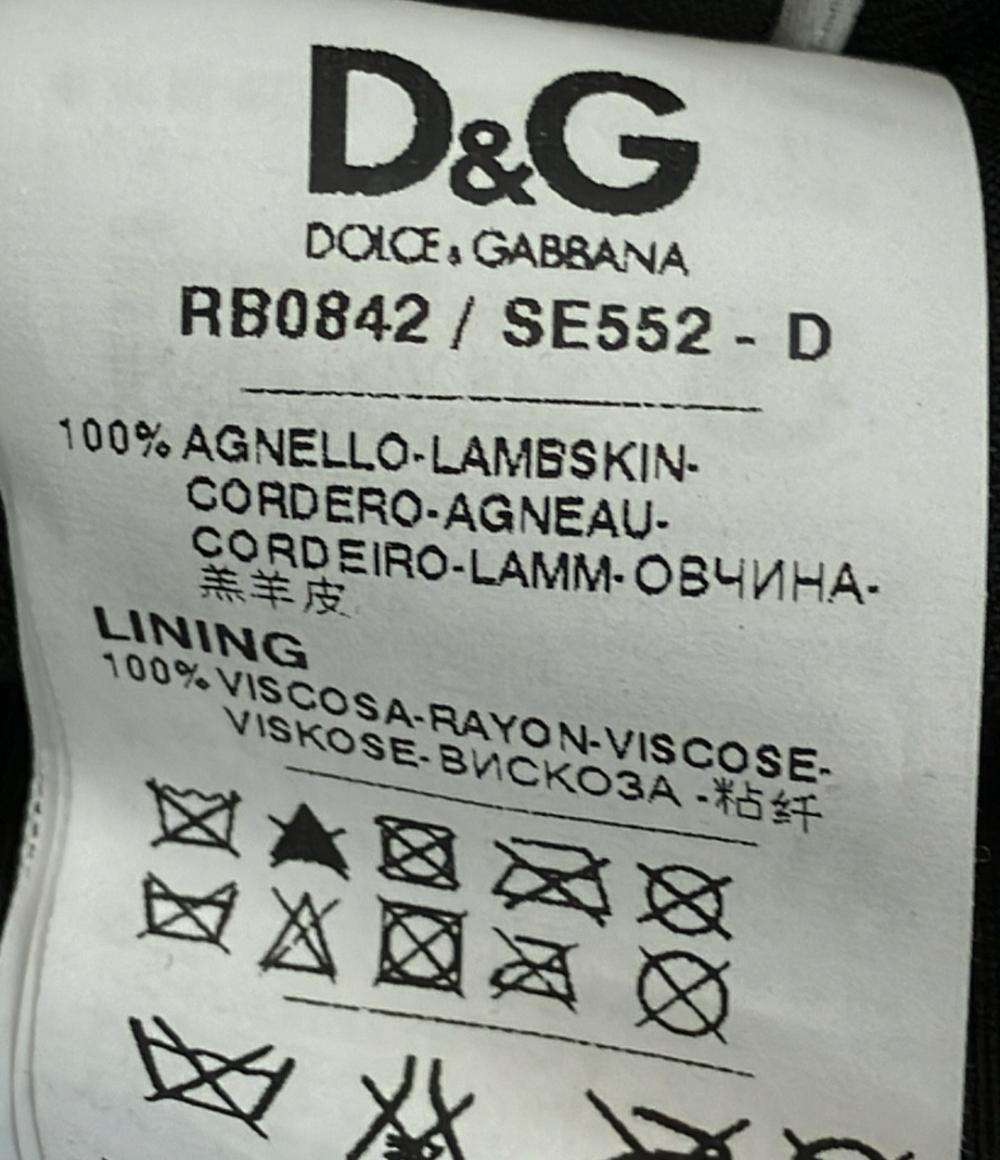 D&G
DOLCE & GABBANA
RB0842 / SE552 - D
100% AGNELLO-LAMBSKIN-
CORDERO-AGNEAU-
CORDEIRO-LAMM-ОВЧИНА-
羔羊皮
LINING
100% VISCOSA-RAYON-VISCOSE-
VISKOSE-ВИСКОЗА -粘纤